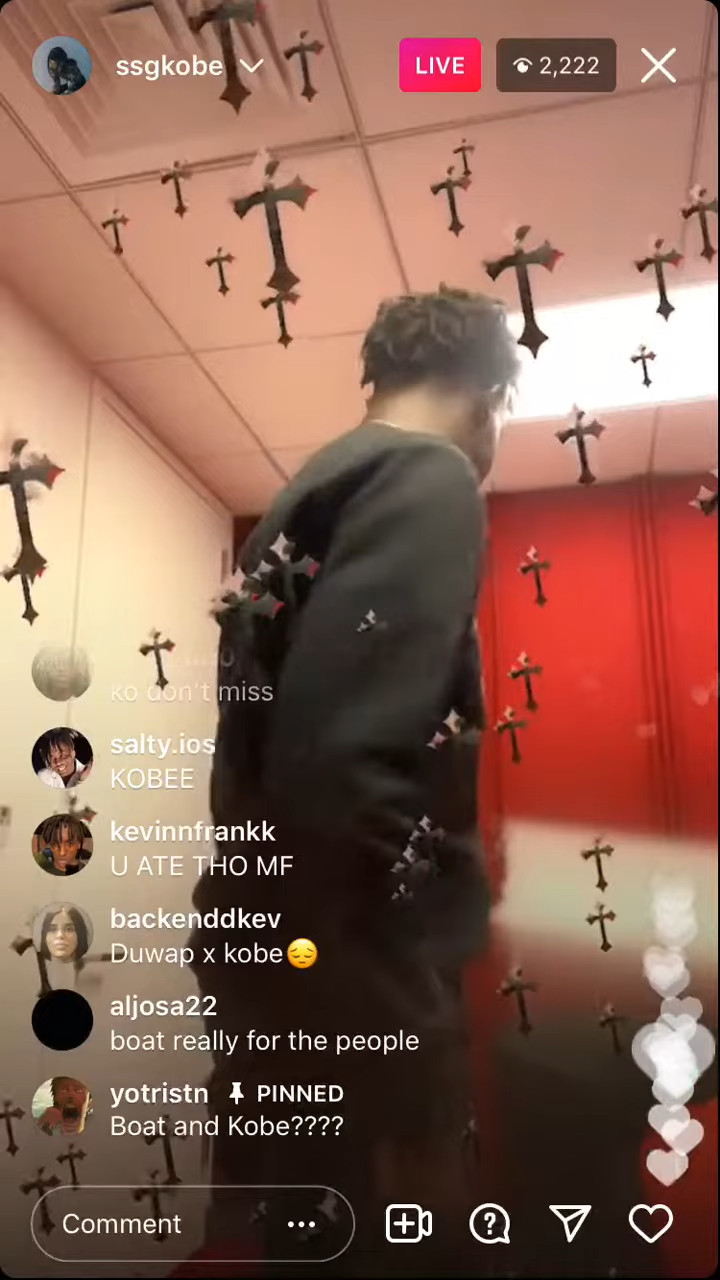 ssgkobe
LIVE
2,222
ko don't miss
salty.ios
KOBEE
kevinnfrankk
U ATE THO MF
backenddkev
Duwap x kobe😔
aljosa22
boat really for the people
yotristn PINNED
Boat and Kobe????
Comment